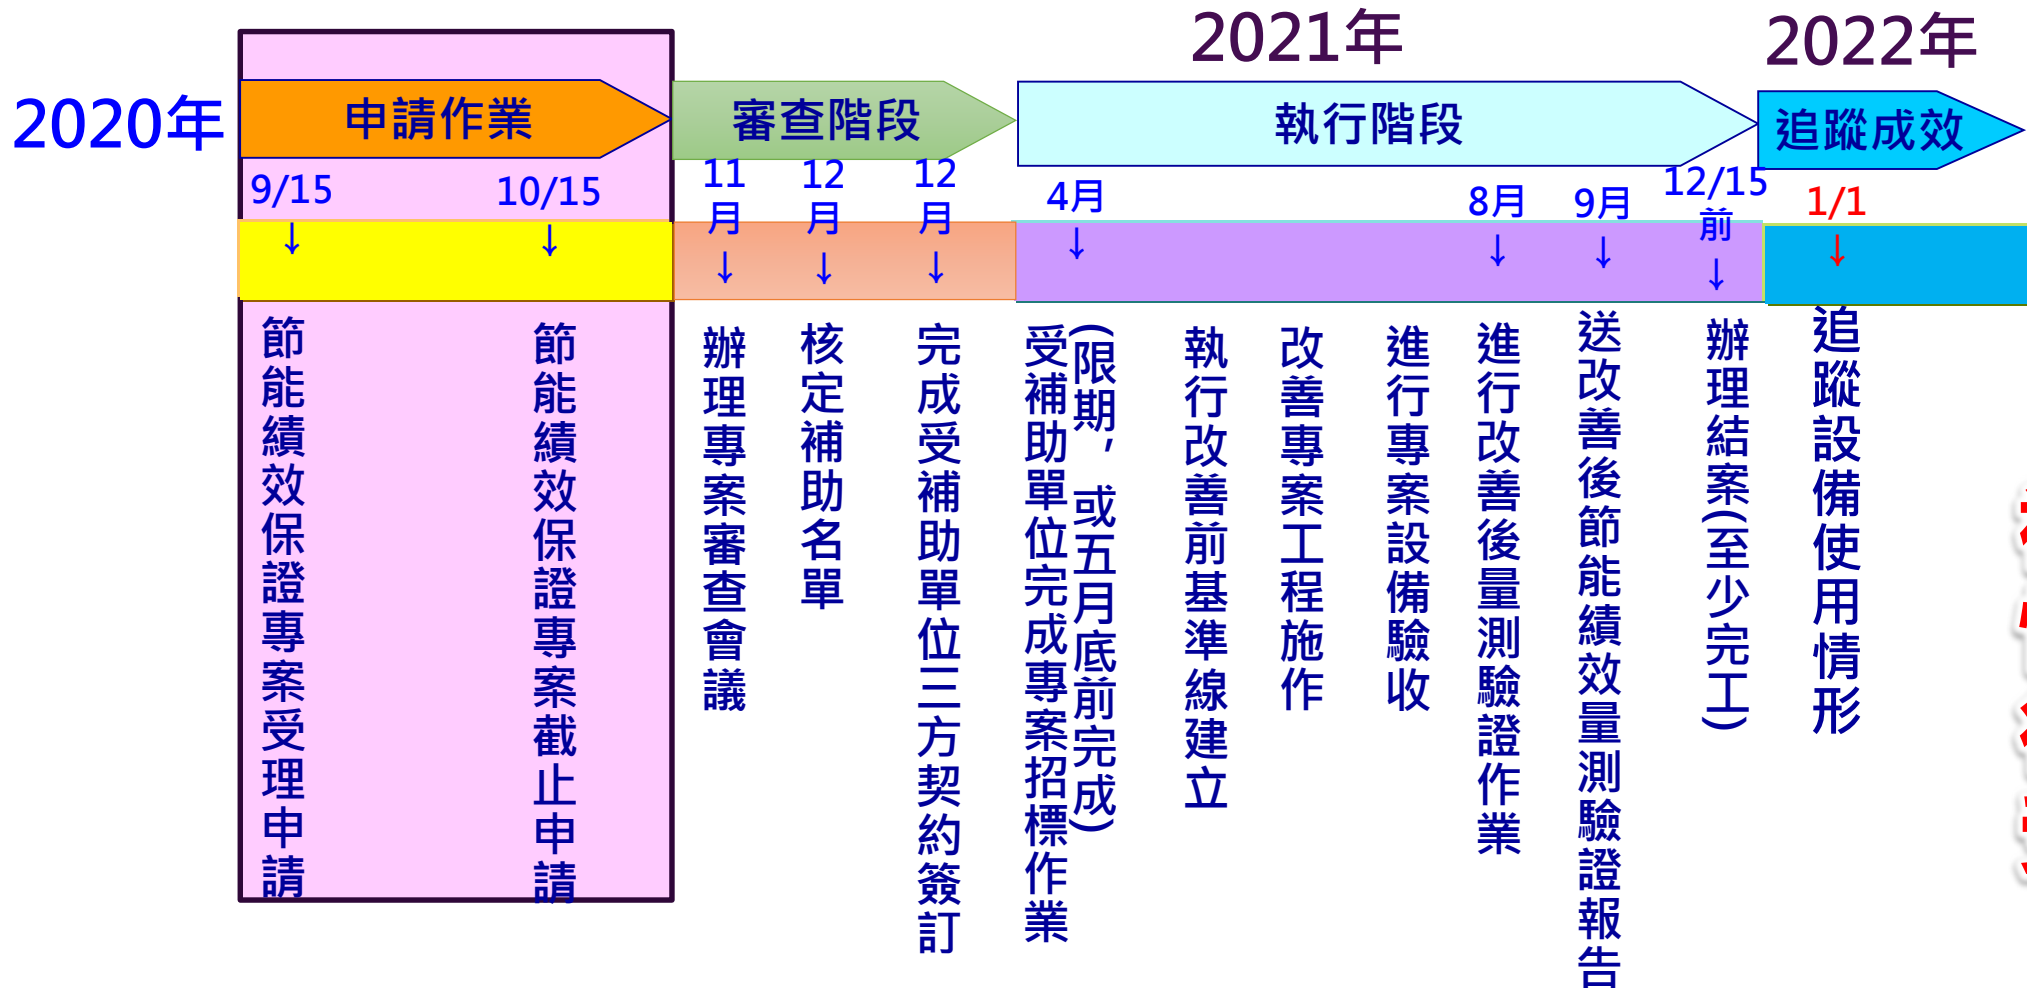 2020年
2021年
2022年
申請作業
審查階段
執行階段
追蹤成效
9/15
↓
10/15
↓
11
月
↓
12
月
↓
12
月
↓
4月
↓
8月
↓
9月
↓
12/15
前
↓
1/1
↓
節能績效保證專案受理申請
節能績效保證專案截止申請
辦理專案審查會議
核定補助名單
完成受補助單位三方契約簽訂
受補助單位完成專案招標作業
(限期，或五月底前完成)
執行改善前基準線建立
改善專案工程施作
進行專案設備驗收
進行改善後量測驗證作業
送改善後節能績效量測驗證報告
辦理結案(至少完工)
追蹤設備使用情形